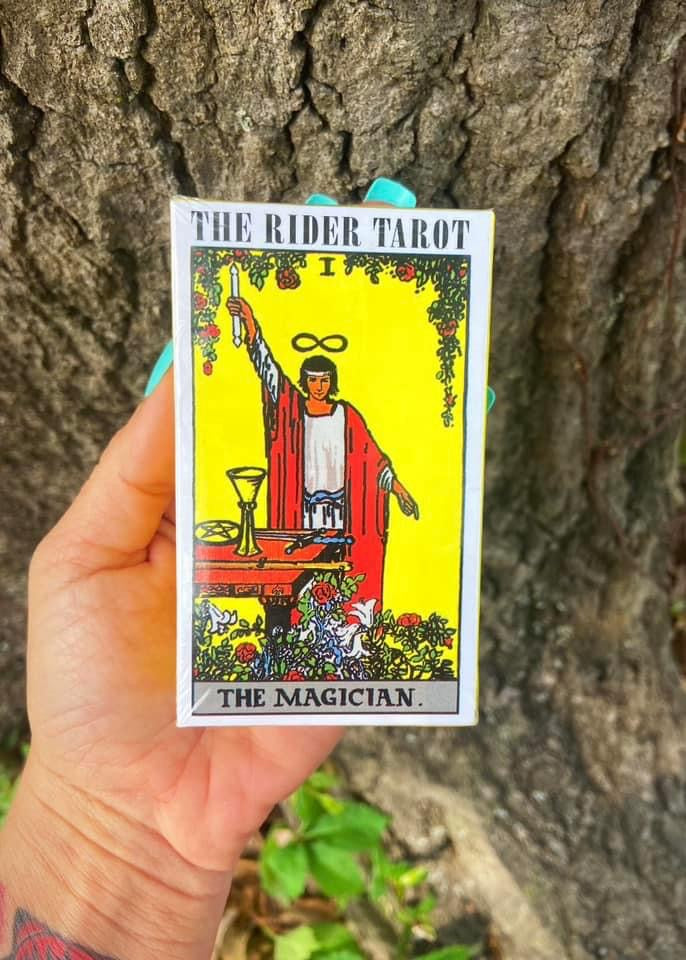 THE RIDER TAROT
I
THE MAGICIAN.